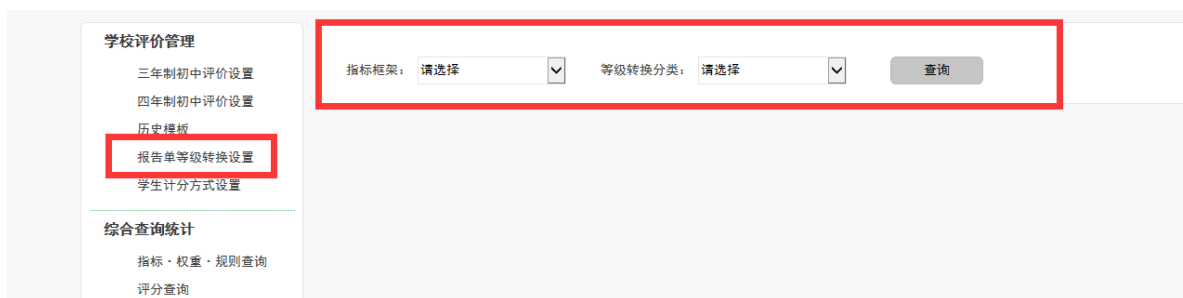 学校评价管理
三年制初中评价设置
四年制初中评价设置
历史模板
报告单等级转换设置
学生计分方式设置
综合查询统计
指标·权重·规则查询
评分查询
指标框架： 请选择 等级转换分类： 请选择 查询